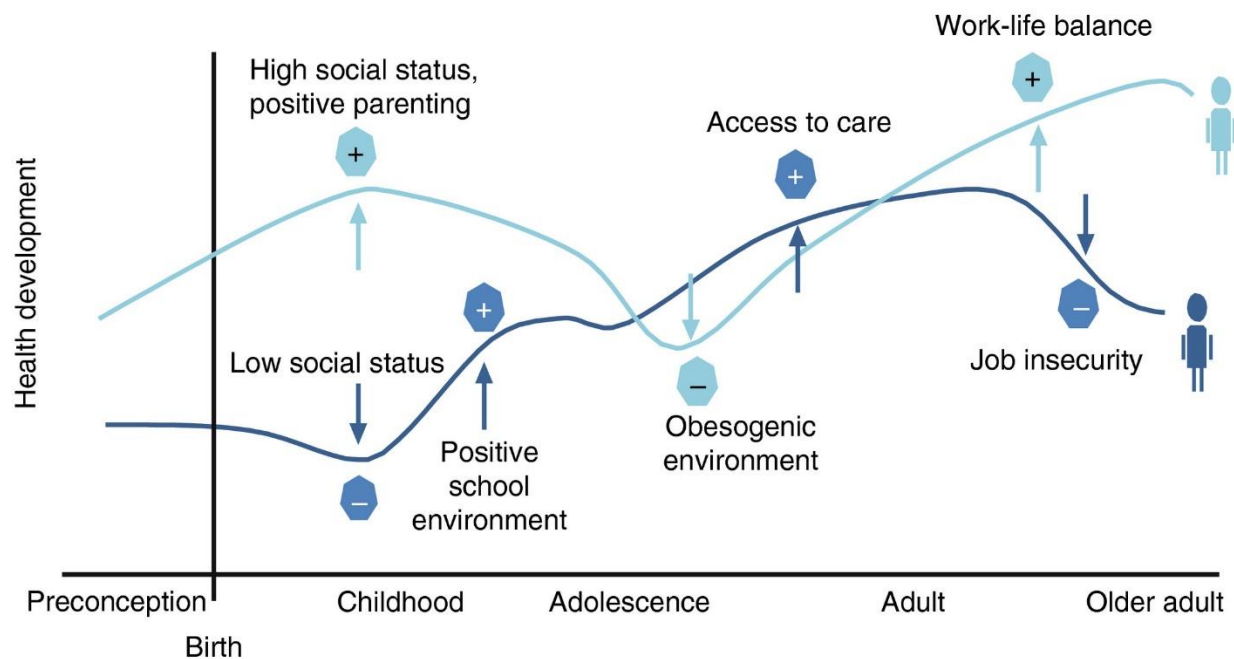 Work-life balance
High social status,
positive parenting
+
+
Access to care
+
Health development
+
Low social status
–
Job insecurity
–
Obesogenic
environment
Positive
school
environment
–
Preconception
Childhood
Adolescence
Adult
Older adult
Birth